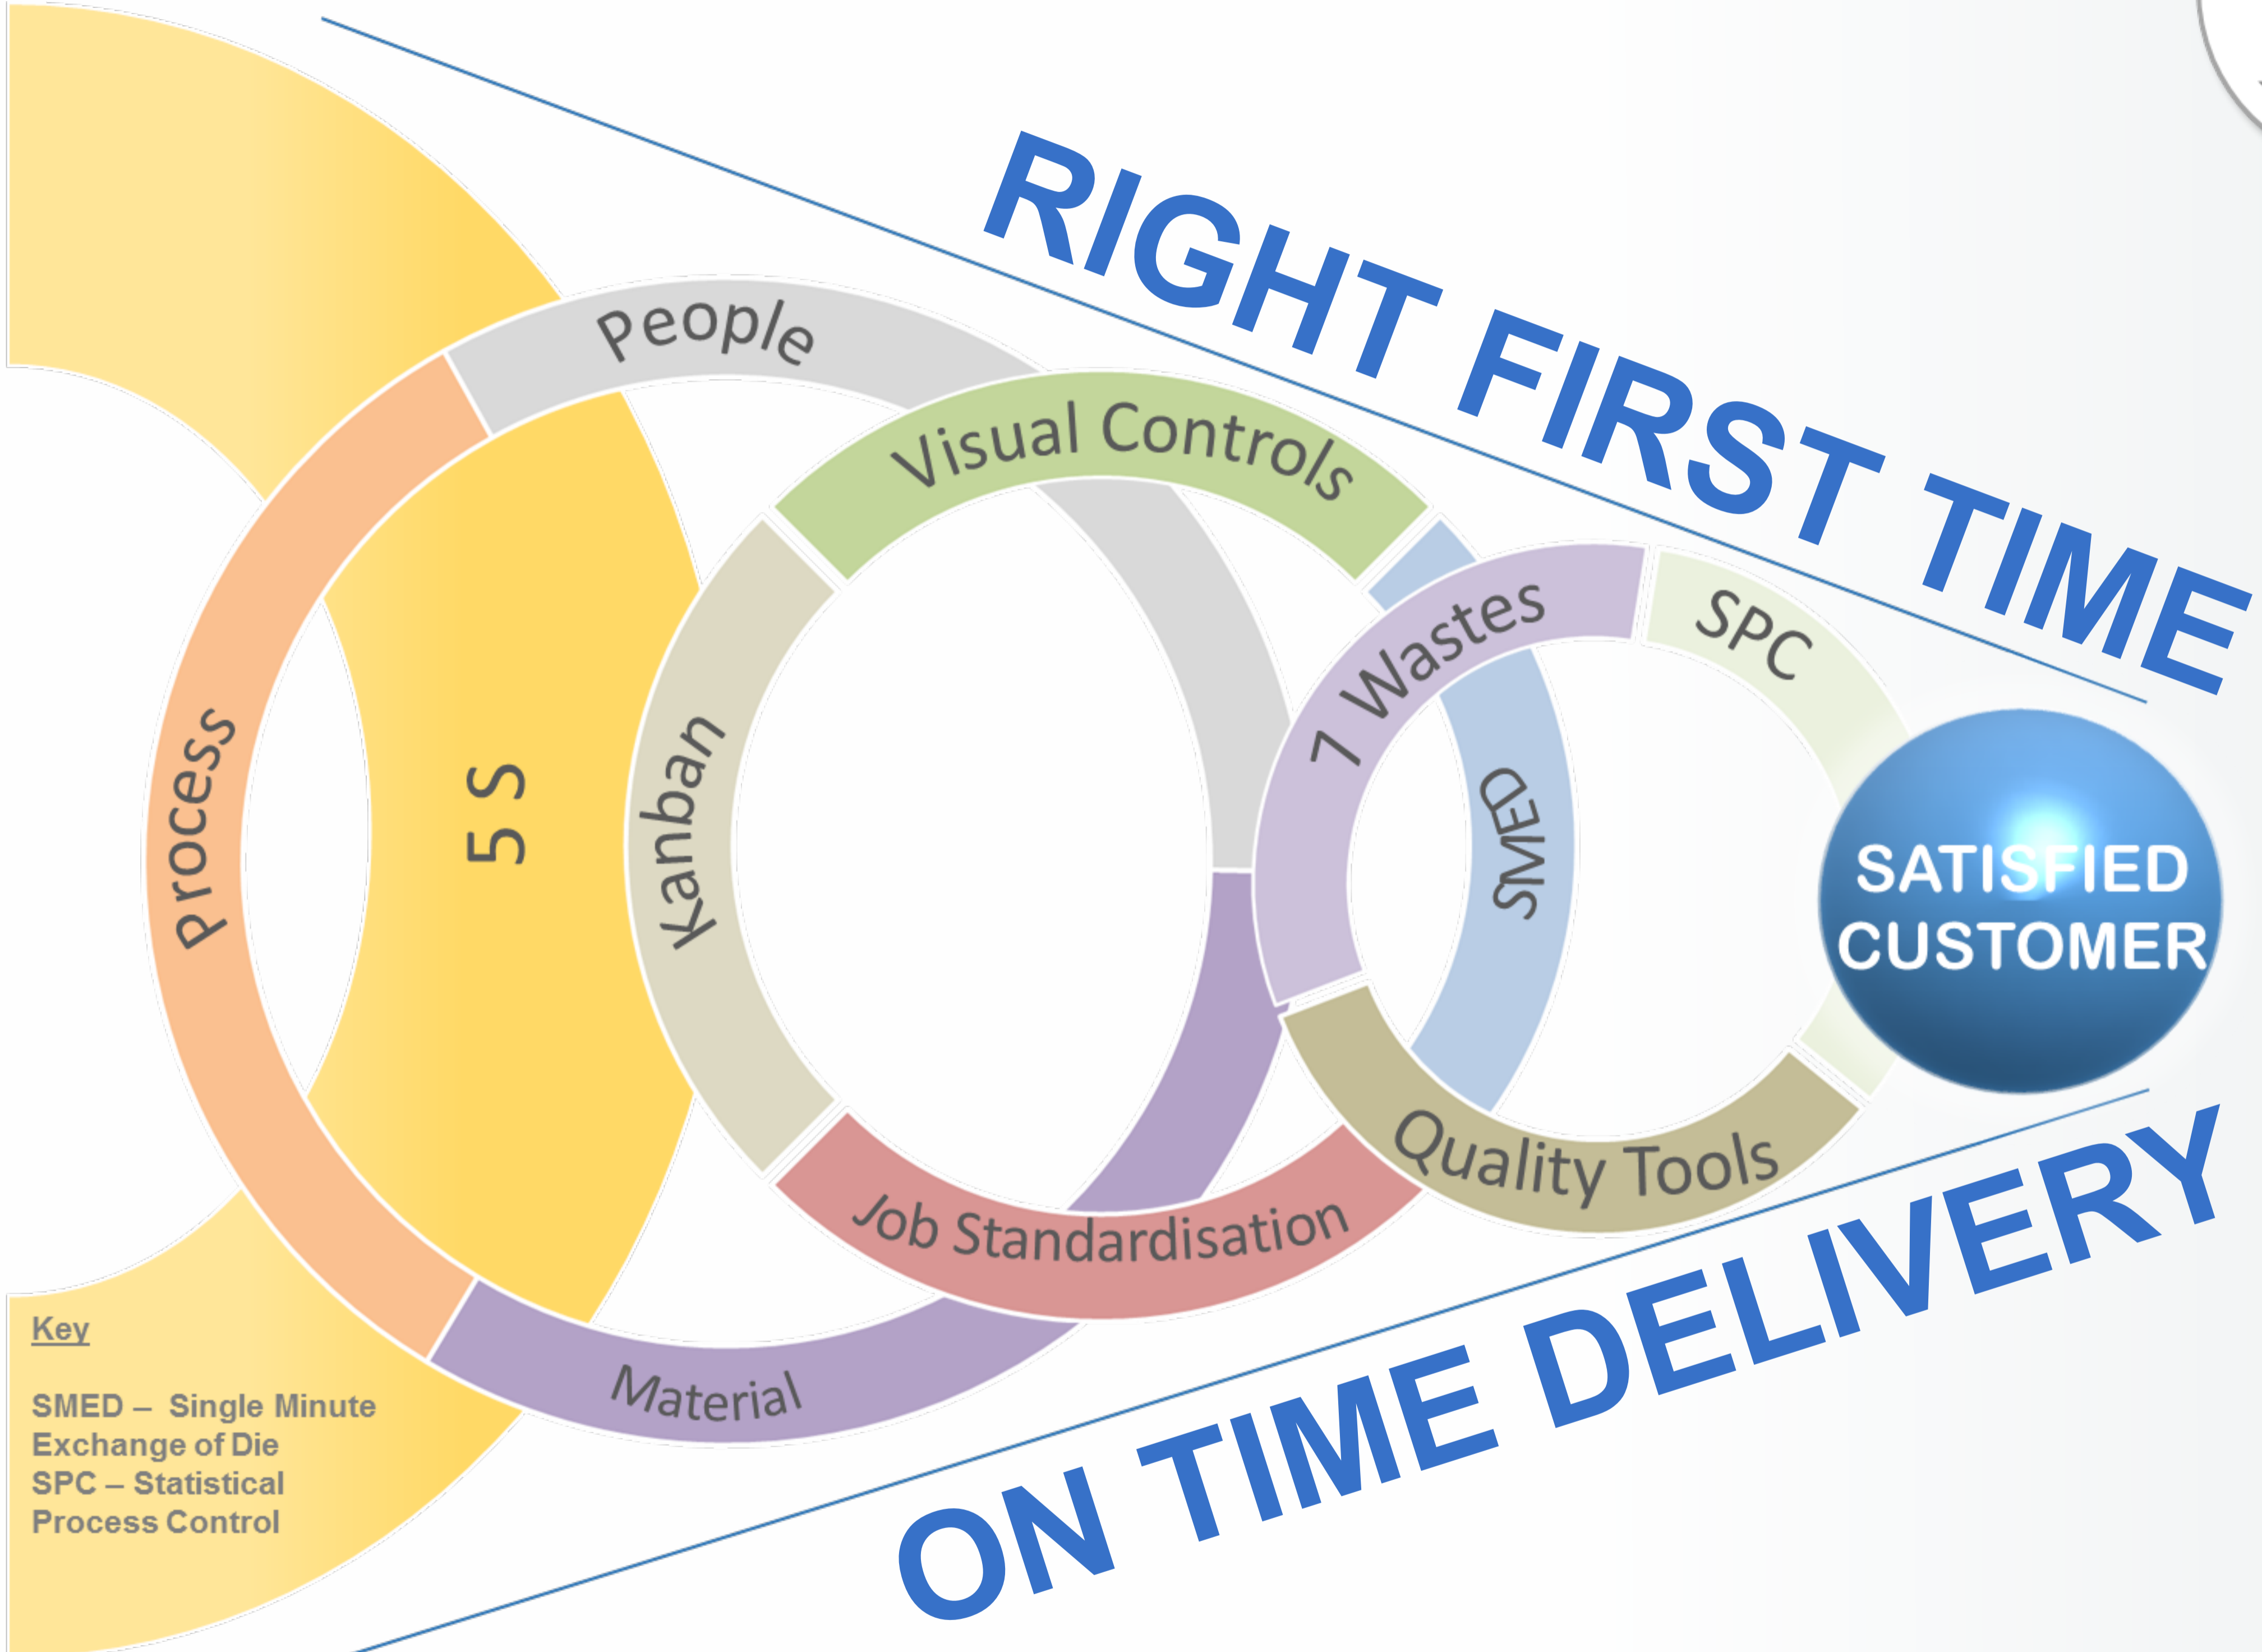 RIGHT FIRST TIME
People
Visual Controls
7 Wastes
SPC
Process
5 S
Kanban
SMED
SATISFIED
CUSTOMER
Quality Tools
Job Standardisation
Material
ON TIME DELIVERY
Key
SMED – Single Minute
Exchange of Die
SPC – Statistical
Process Control